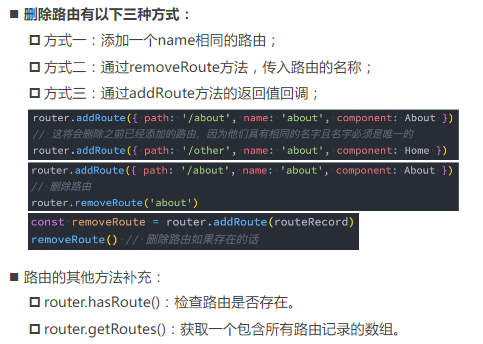 删除路由有以下三种方式：
方式一：添加一个name相同的路由；
方式二：通过removeRoute方法，传入路由的名称；
方式三：通过addRoute方法的返回值回调；
router.addRoute({ path: '/about', name: 'about', component: About })
// 这将会删除之前已经添加的路由，因为他们具有相同的名字且名字必须是唯一的
router.addRoute({ path: '/other', name: 'about', component: Home })
router.addRoute({ path: '/about', name: 'about', component: About })
// 删除路由
router.removeRoute('about')
const removeRoute = router.addRoute(routeRecord)
removeRoute() // 删除路由如果存在的话
路由的其他方法补充：
router.hasRoute()：检查路由是否存在。
router.getRoutes()：获取一个包含所有路由记录的数组。